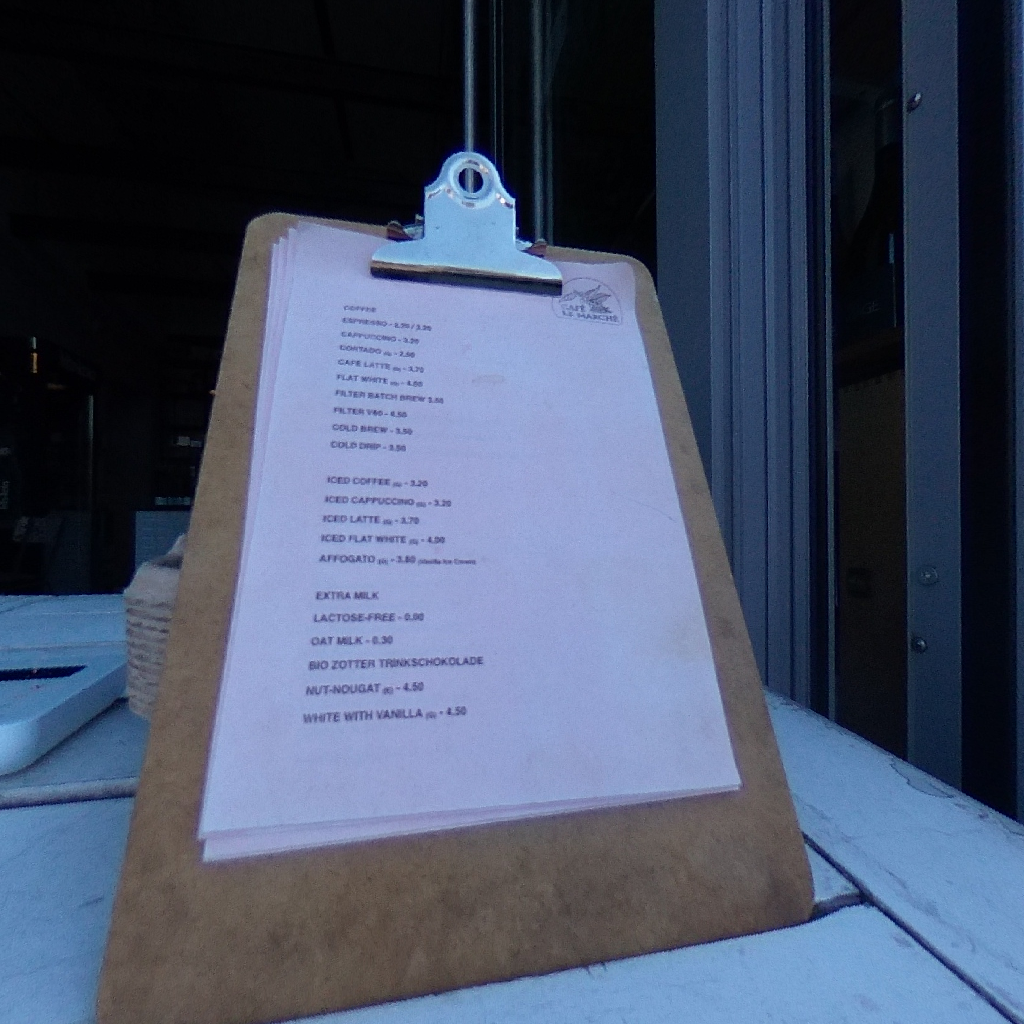 CAFÉ
LE MARCHÉ
COFFEE
ESPRESSO - 2.20 / 3.20
CAPPUCCINO - 3.20
CORTADO (G) - 2.90
CAFE LATTE (G) - 3.70
FLAT WHITE (G) - 4.00
FILTER BATCH BREW 3.50
FILTER V60 - 4.50
COLD BREW - 3.50
COLD DRIP - 3.50
ICED COFFEE (G) - 3.20
ICED CAPPUCCINO (G) - 3.20
ICED LATTE (G) - 3.70
ICED FLAT WHITE (G) - 4.00
AFFOGATO (G) - 3.80 (Vanilla Ice Cream)
EXTRA MILK
LACTOSE-FREE - 0.00
OAT MILK - 0.30
BIO ZOTTER TRINKSCHOKOLADE
NUT-NOUGAT (E) - 4.50
WHITE WITH VANILLA (G) - 4.50